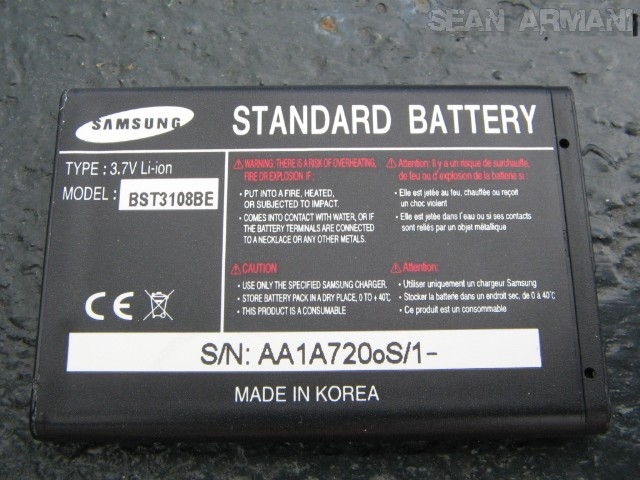 SEAN ARMANI
SAMSUNG
STANDARD BATTERY
TYPE : 3.7V Li-ion
MODEL : BST3108BE
WARNING: THERE IS A RISK OF OVERHEATING,
FIRE OR EXPLOSION IF!
• PUT INTO A FIRE, HEATED,
OR SUBJECTED TO IMPACT.
• COMES INTO CONTACT WITH WATER, OR IF
THE BATTERY TERMINALS ARE CONNECTED
TO A NECKLACE OR ANY OTHER METALS.
Attention: Il y a un risque de surchauffe,
de feu ou d'explosion si:
• Elle est jetée au feu, chauffée ou reçoit
un choc violent
• Elle est jetée dans l'eau ou si ses contacts
sont reliés par un objet métallique
CAUTION
• USE ONLY THE SPECIFIED SAMSUNG CHARGER.
• STORE BATTERY PACK IN A DRY PLACE, 0 TO + 40℃
• THIS IS A CONSUMABLE
Attention:
• Utiliser uniquement un chargeur Samsung
• Stocker la batterie dans un endroit sec, de 0 à 40℃
• Ce produit est un consommable
CE
S/N: AA1A720oS/1-
MADE IN KOREA